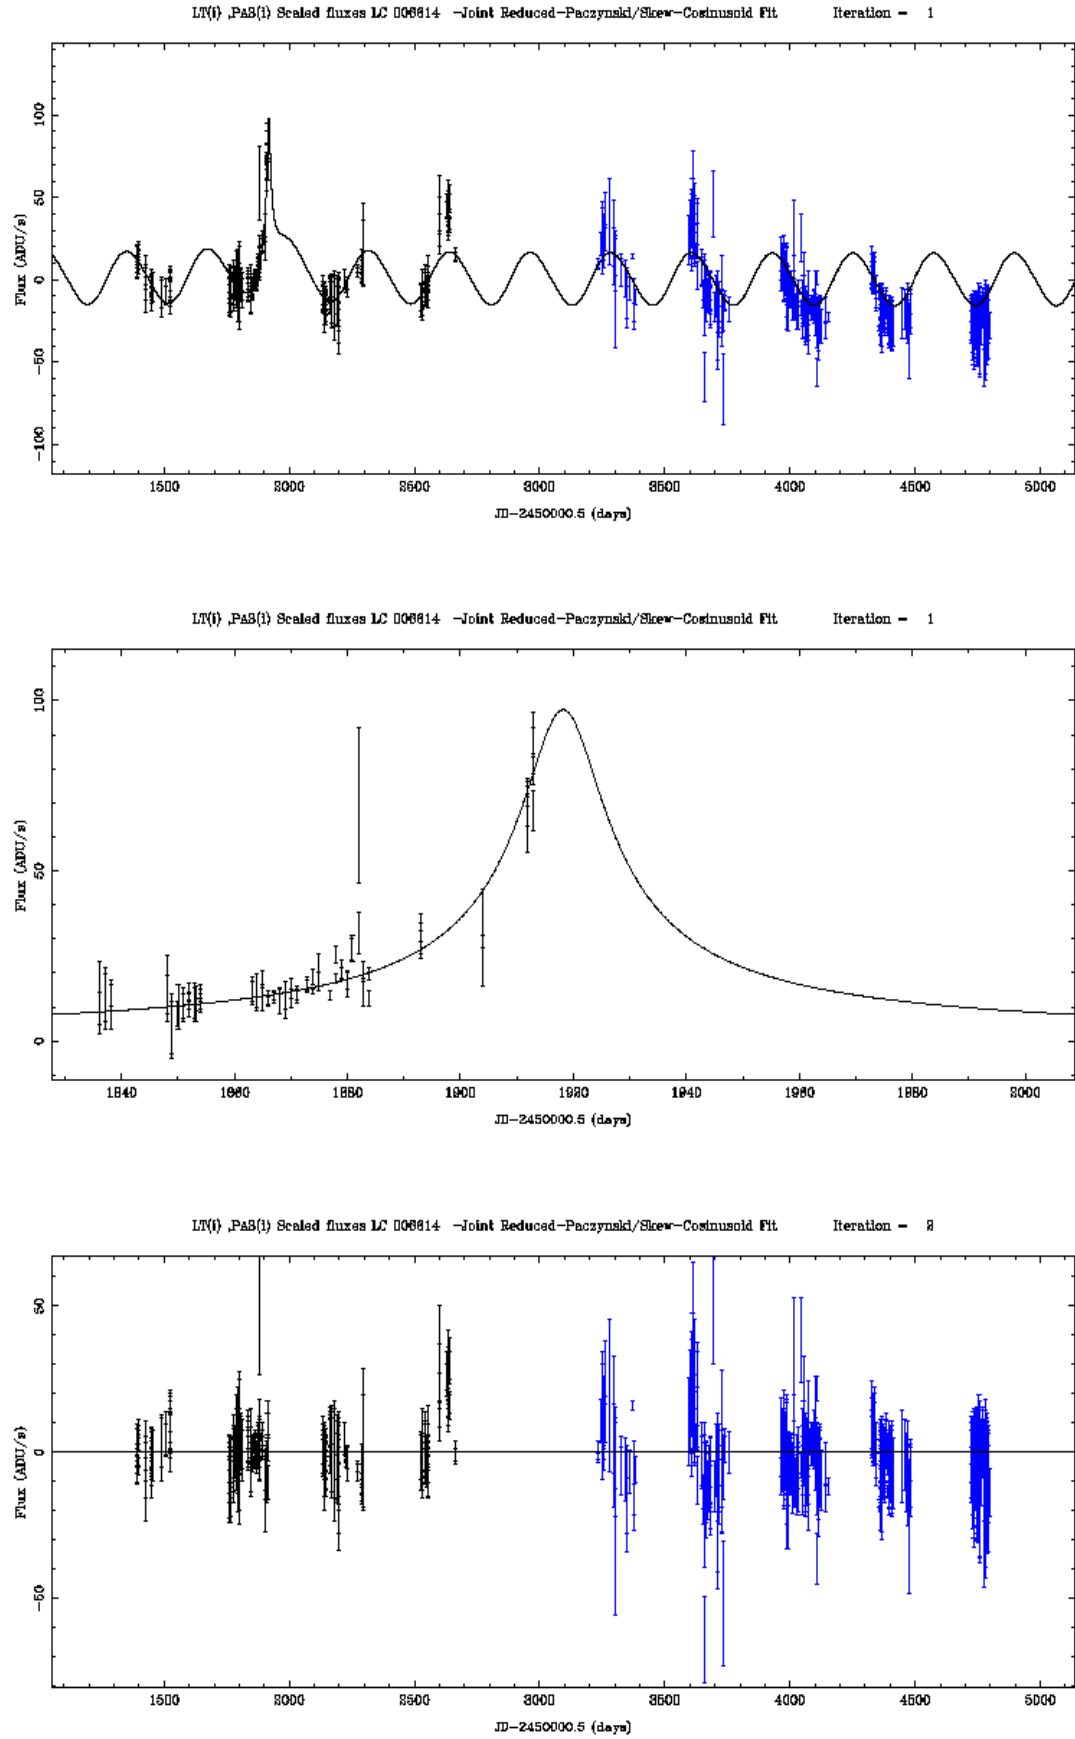 LT(i) ,PAS(i) Scaled fluxes LC 006614 -Joint Reduced-Paczynski/Skew-Cosinusoid Fit Iteration = 1
Flux (ADU/s)
100
50
0
-50
-100
1500 2000 2500 3000 3500 4000 4500 5000
JD-2450000.5 (days)
LT(i) ,PAS(i) Scaled fluxes LC 006614 -Joint Reduced-Paczynski/Skew-Cosinusoid Fit Iteration = 1
Flux (ADU/s)
100
50
0
1840 1860 1880 1900 1920 1940 1960 1980 2000
JD-2450000.5 (days)
LT(i) ,PAS(i) Scaled fluxes LC 006614 -Joint Reduced-Paczynski/Skew-Cosinusoid Fit Iteration = 2
Flux (ADU/s)
50
0
-50
1500 2000 2500 3000 3500 4000 4500 5000
JD-2450000.5 (days)